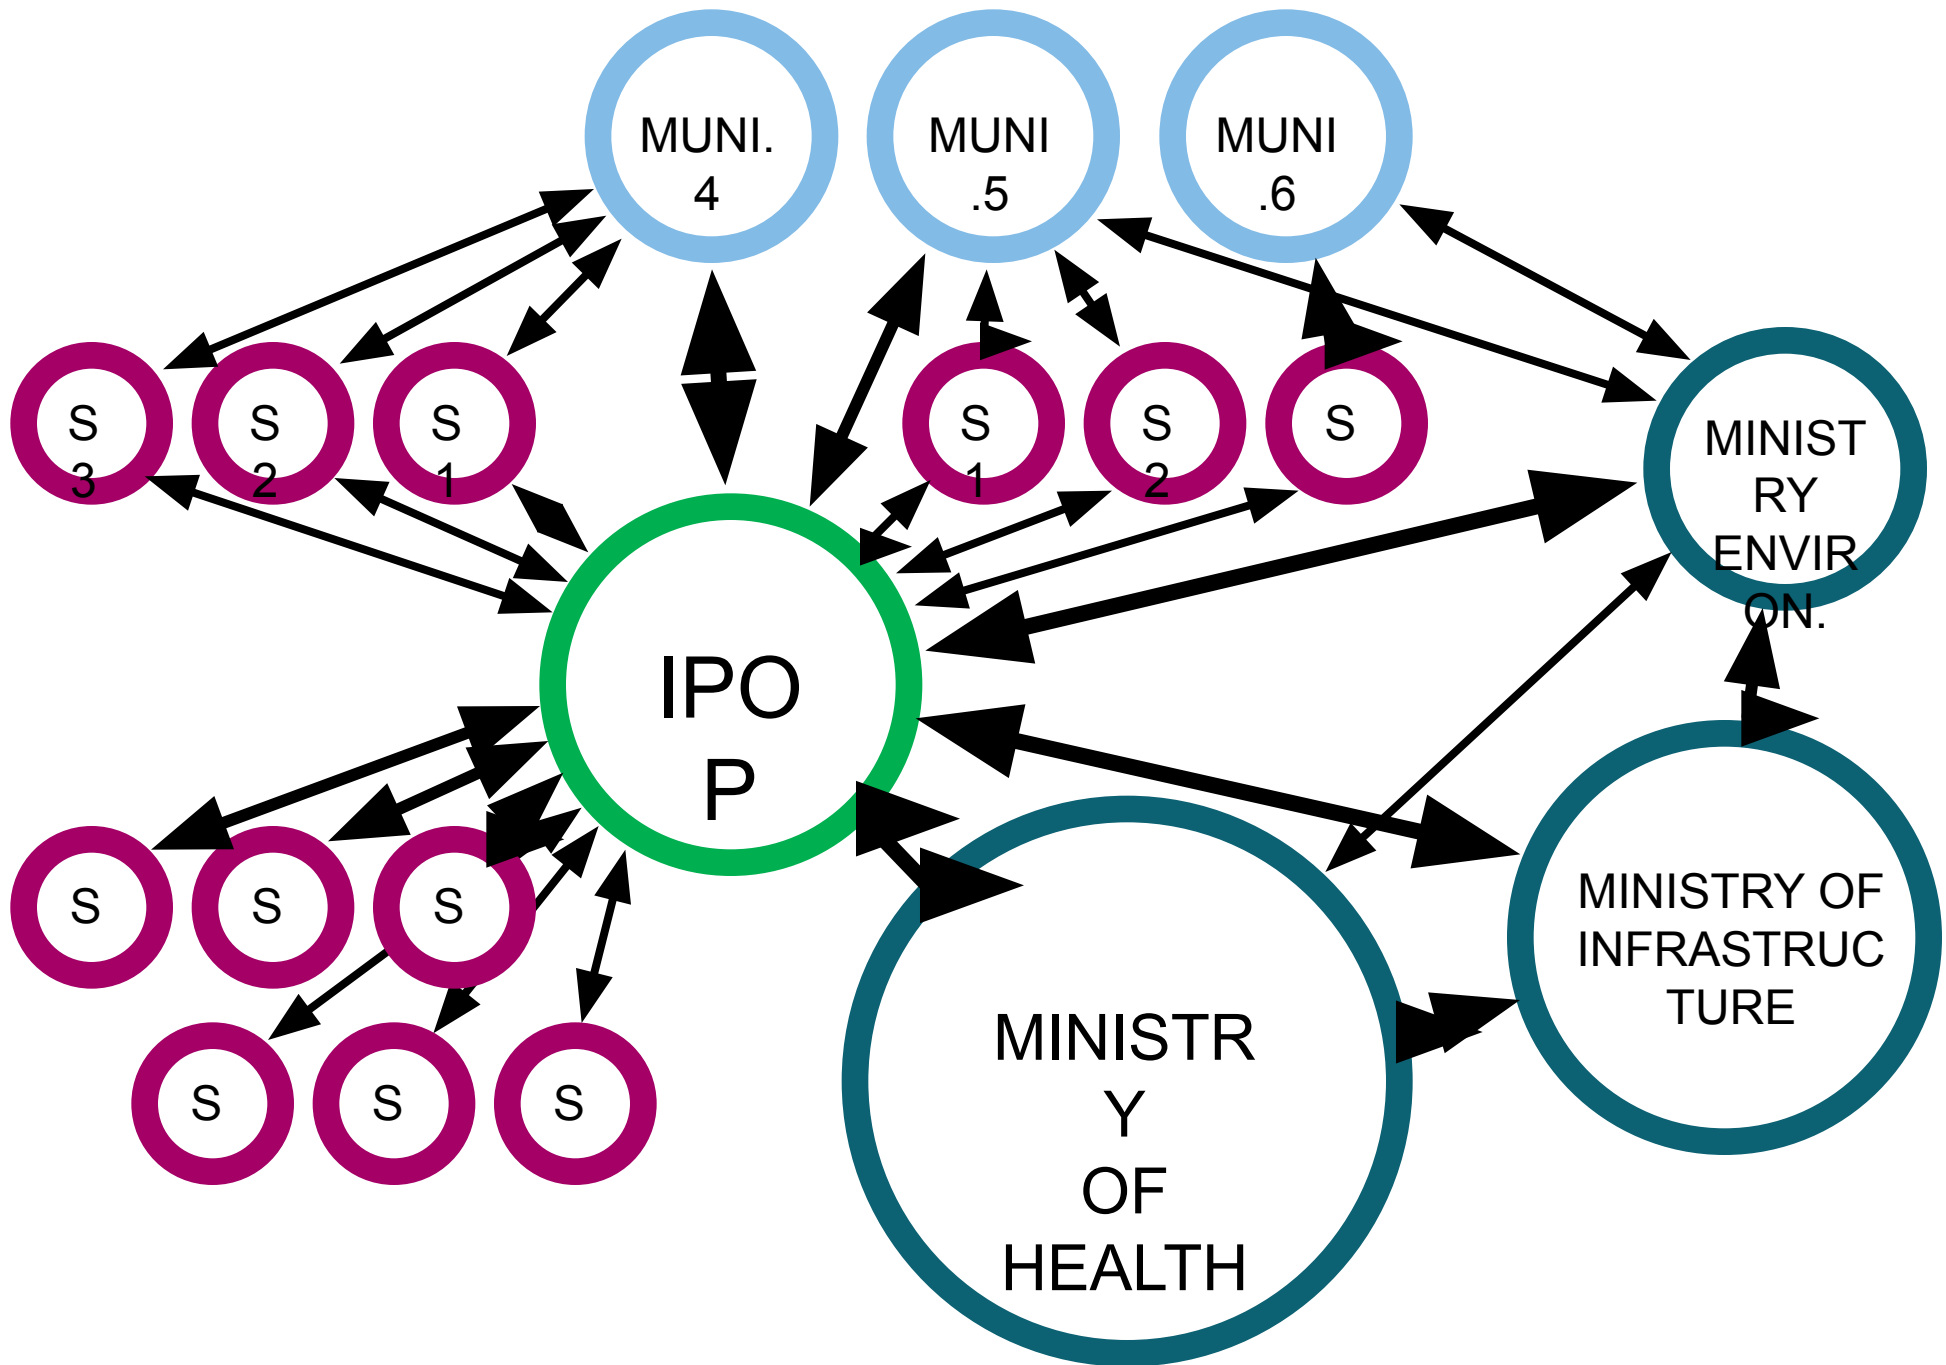 MUNI.
4
MUNI
.5
MUNI
.6
S
3
S
2
S
1
S
1
S
2
S
MINIST
RY
ENVIR
ON.
IPO
P
S
S
S
MINISTRY OF
INFRASTRUC
TURE
MINISTR
Y
OF
HEALTH
S
S
S